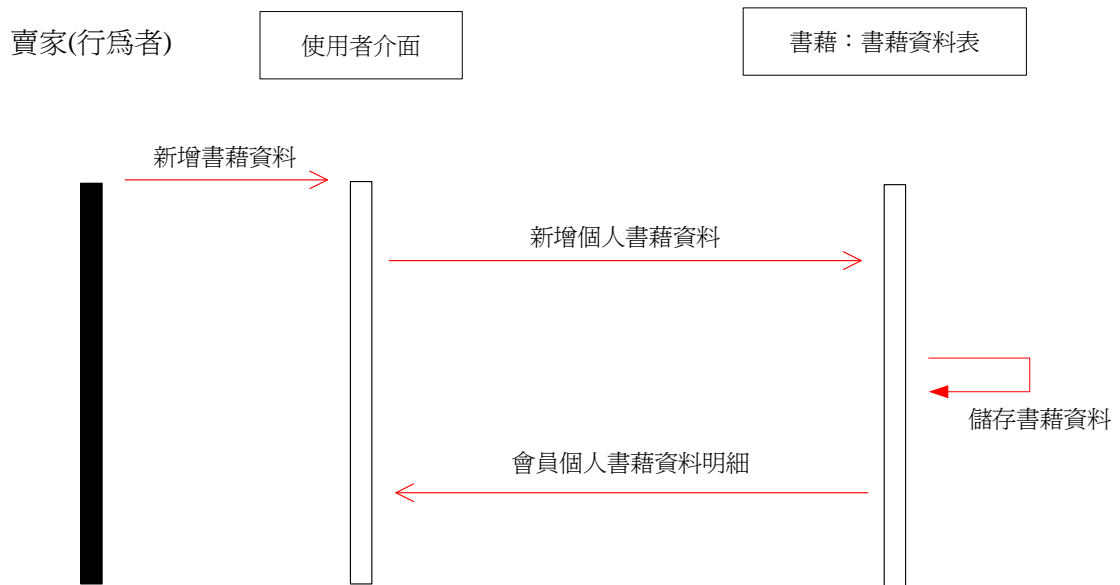 賣家(行為者)
使用者介面
書藉：書藉資料表
新增書藉資料
新增個人書藉資料
儲存書藉資料
會員個人書藉資料明細